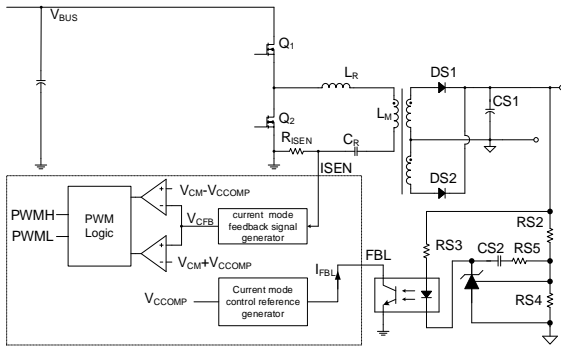 VBUS
Q1
LR
DS1
CS1
LM
Q2
RISEN
CR
DS2
ISEN
VCM-VCCOMP
PWMH
PWML
PWM
Logic
VCFB
current mode
feedback signal
generator
VCM+VCCOMP
RS2
RS3
CS2
RS5
FBL
IFBL
RS4
VCCOMP
Current mode
control reference
generator